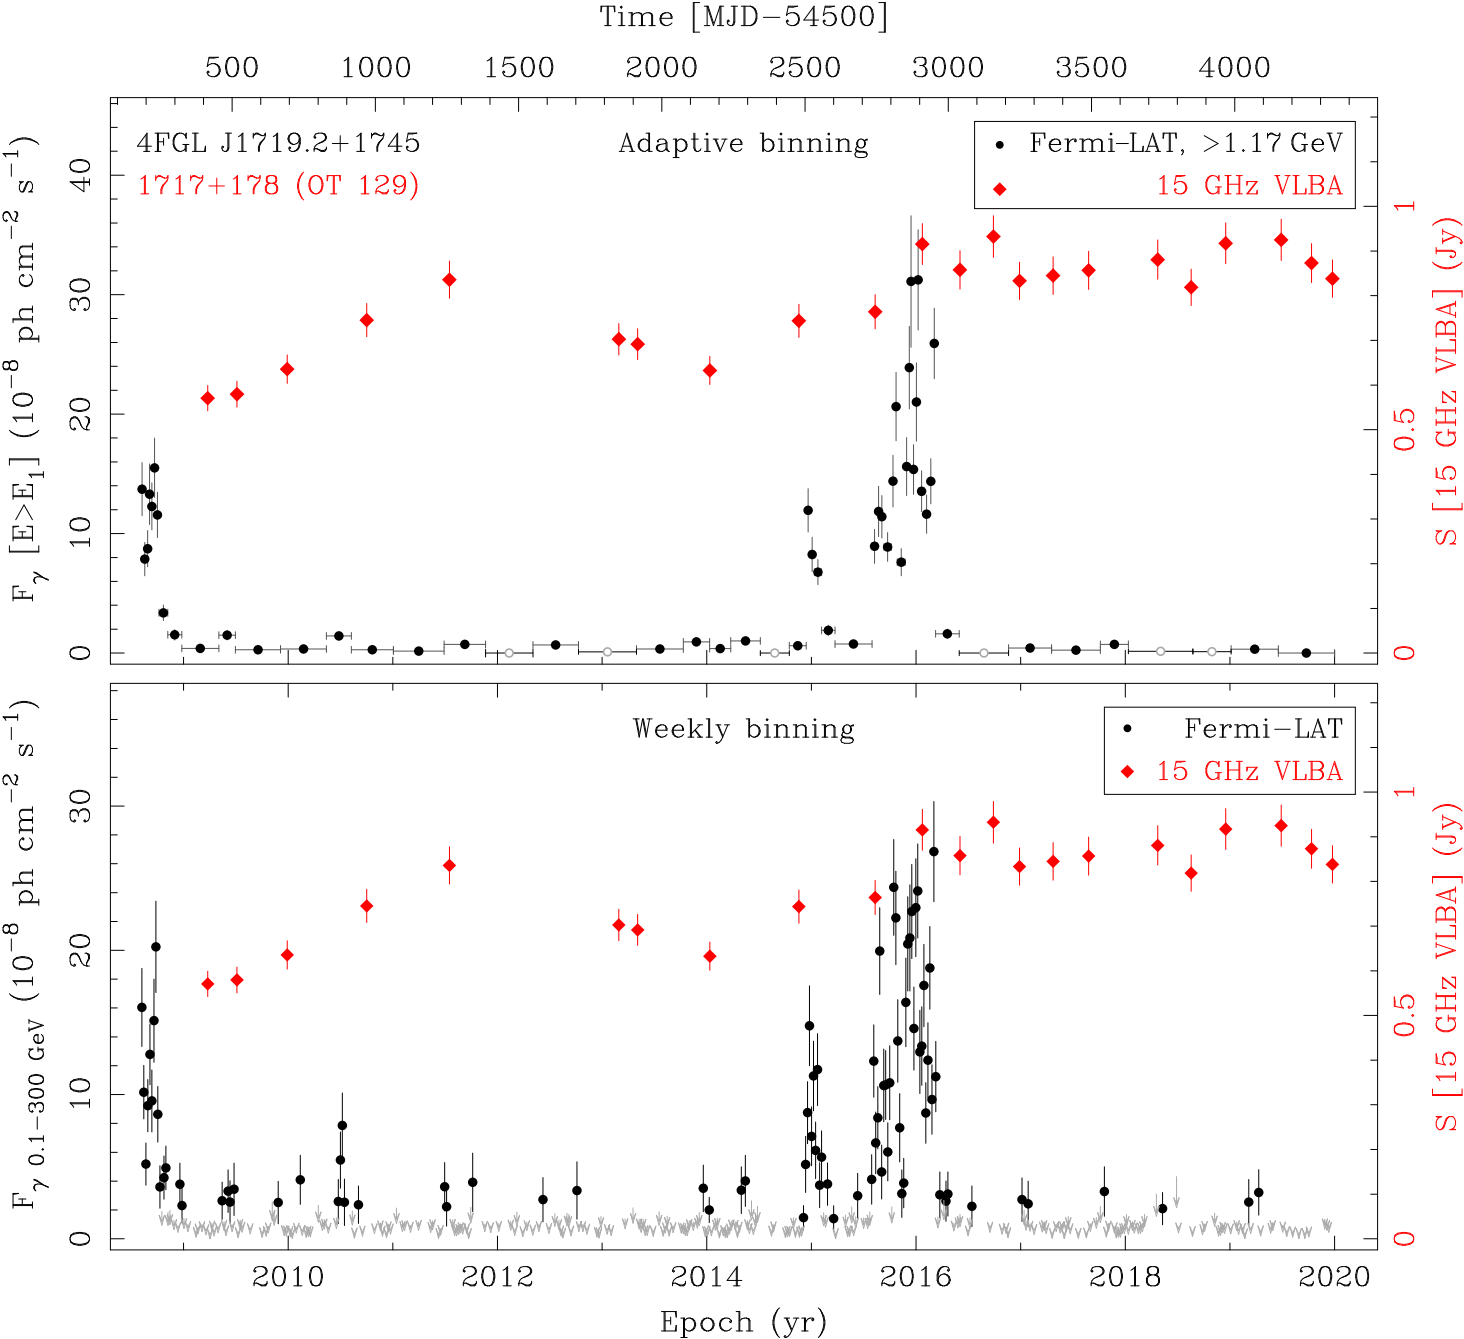 Time [MJD−54500]
500 1000 1500 2000 2500 3000 3500 4000
4FGL J1719.2+1745
1717+178 (OT 129)
Adaptive binning
Fermi−LAT, >1.17 GeV
15 GHz VLBA
F γ [E>E1] (10−8 ph cm−2 s−1)
40
30
20
10
0
S [15 GHz VLBA] (Jy)
1
0.5
0
Weekly binning
Fermi−LAT
15 GHz VLBA
F γ 0.1−300 GeV (10−8 ph cm−2 s−1)
30
20
10
0
S [15 GHz VLBA] (Jy)
1
0.5
0
2010 2012 2014 2016 2018 2020
Epoch (yr)